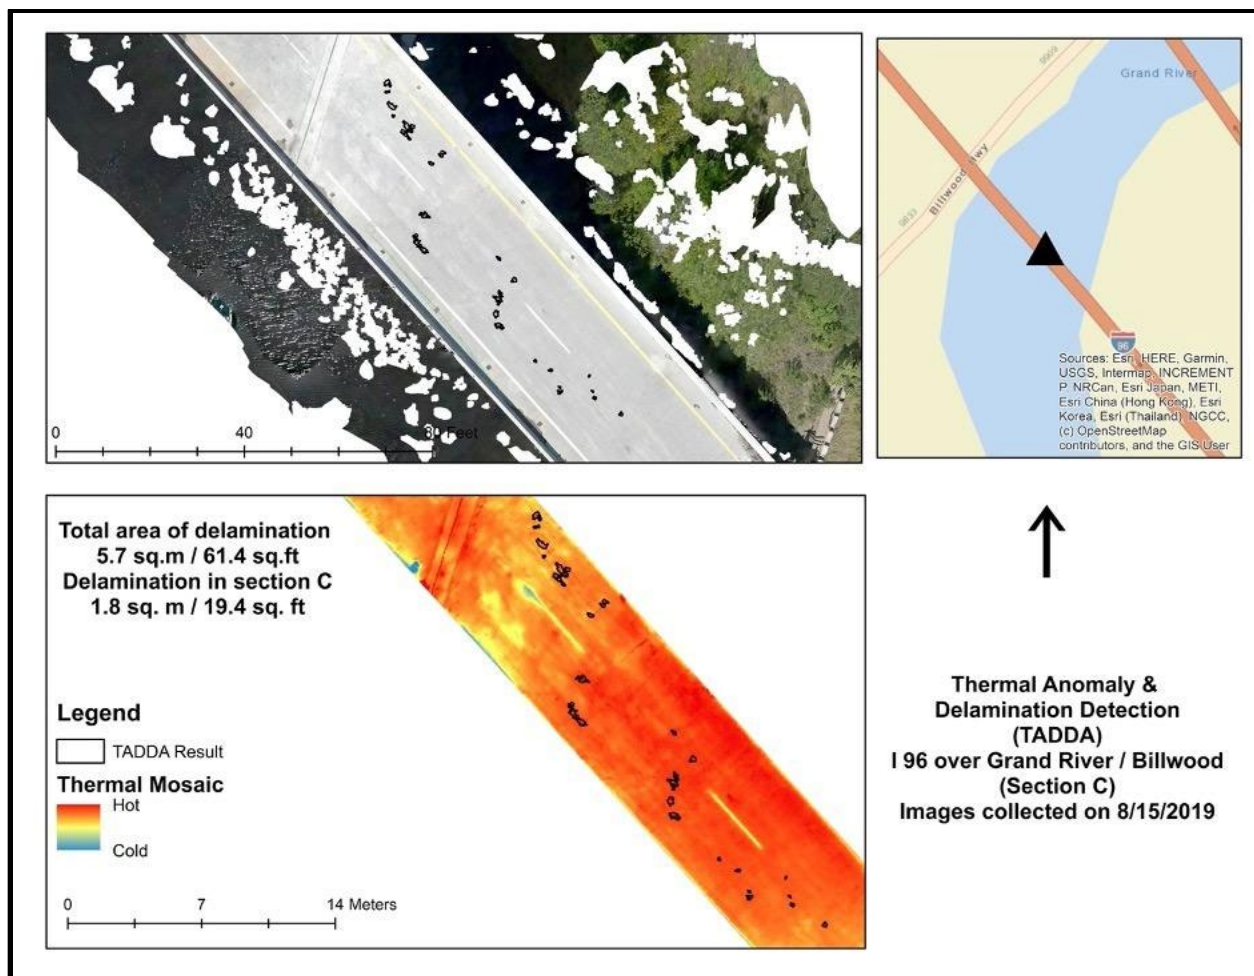 0 40 80 Feet
Grand River
9609
Billwood Hwy
9633
96
Sources: Esri, HERE, Garmin,
USGS, Intermap, INCREMENT
P, NRCan, Esri Japan, METI,
Esri China (Hong Kong), Esri
Korea, Esri (Thailand), NGCC,
(c) OpenStreetMap
contributors, and the GIS User
Total area of delamination
5.7 sq.m / 61.4 sq.ft
Delamination in section C
1.8 sq. m / 19.4 sq. ft
Legend
TADDA Result
Thermal Mosaic
Hot
Cold
0 7 14 Meters
Thermal Anomaly &
Delamination Detection
(TADDA)
I 96 over Grand River / Billwood
(Section C)
Images collected on 8/15/2019